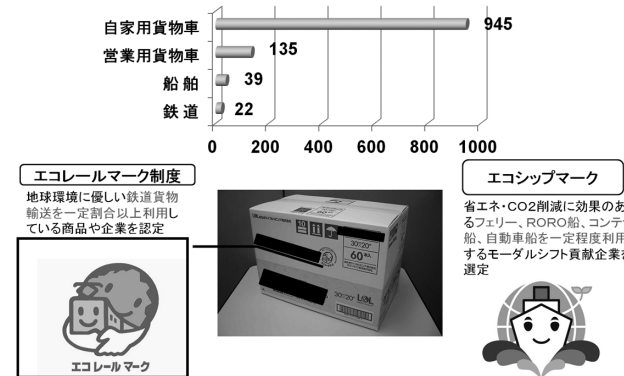 自家用貨物車 945
営業用貨物車 135
船舶 39
鉄道 22
0 200 400 600 800 1000
エコレールマーク制度
地球環境に優しい鉄道貨物
輸送を一定割合以上利用し
ている商品や企業を認定
エコレールマーク
30
30%20°
60
30%20°
エコシップマーク
省エネ・CO2削減に効果のあ
るフェリー、RORO船、コンテ
船、自動車船を一定程度利用
するモーダルシフト貢献企業を
選定